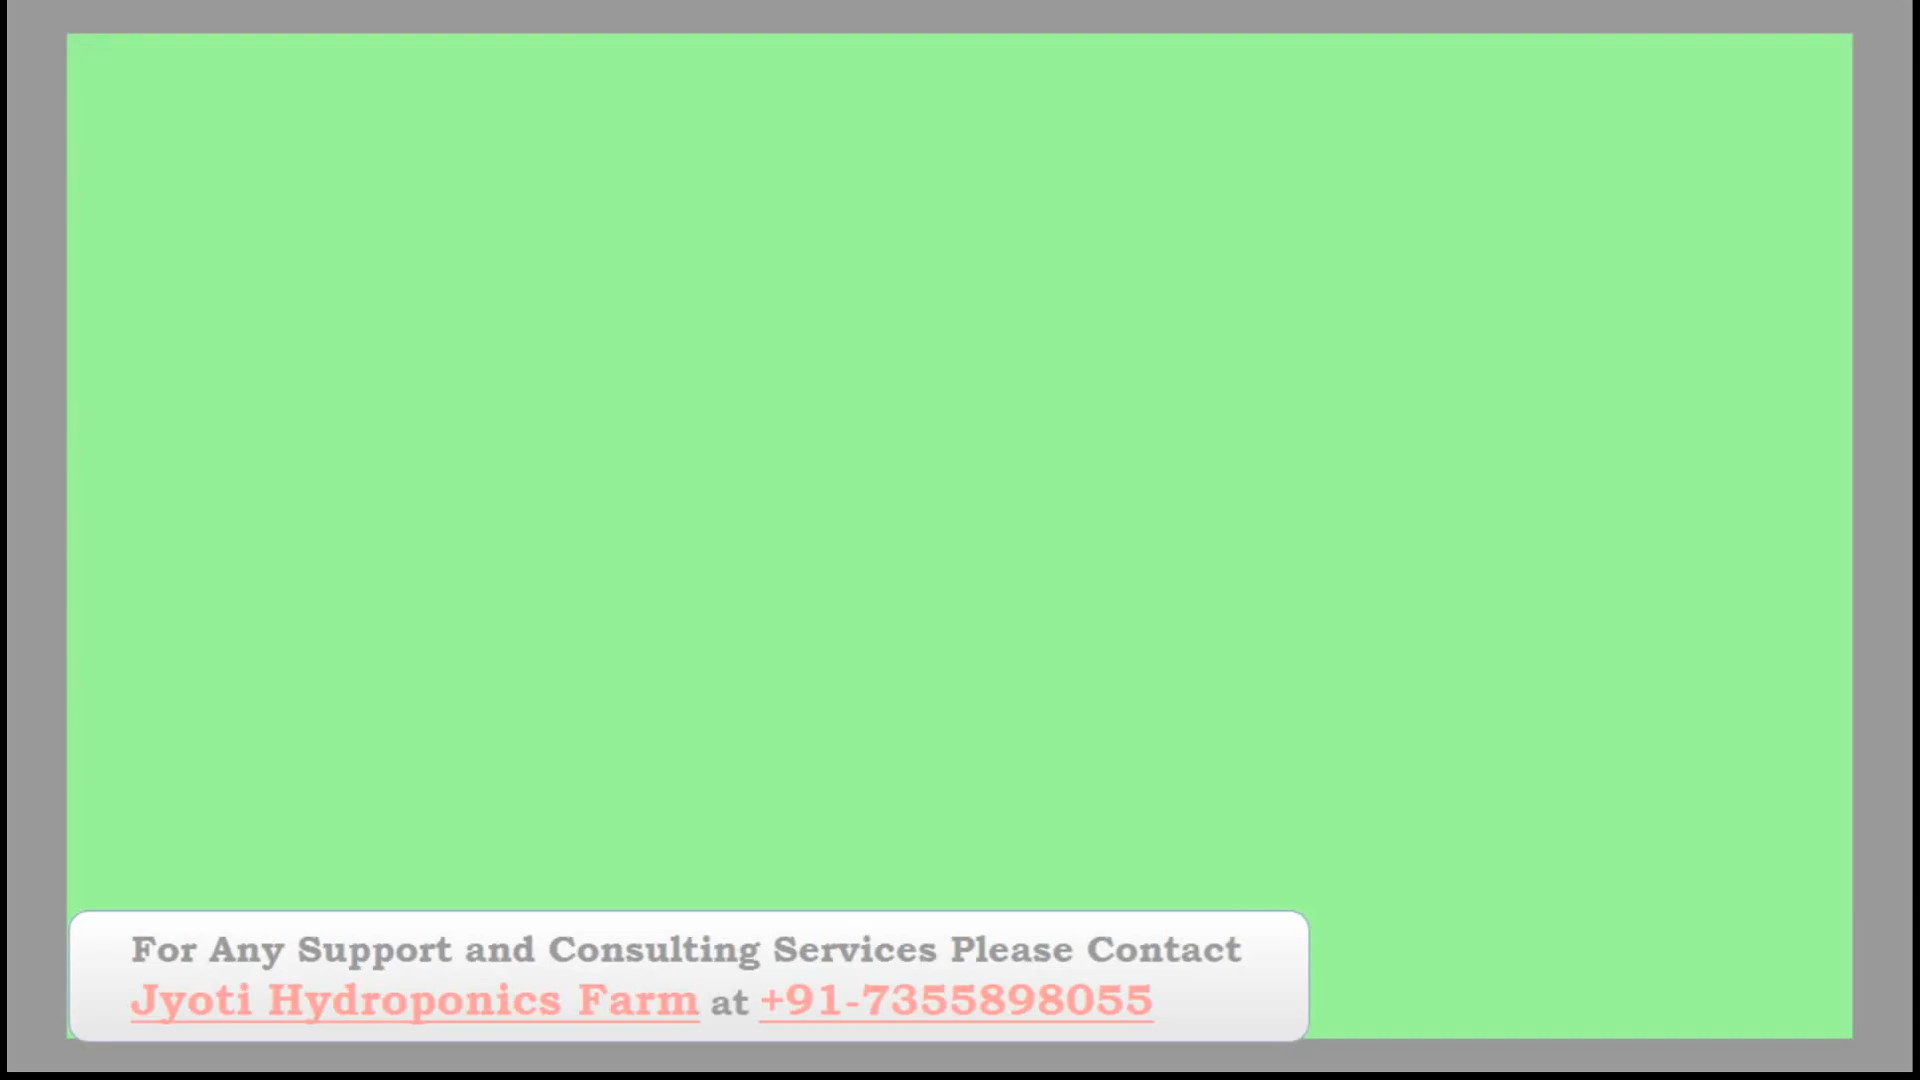 For Any Support and Consulting Services Please Contact
Jyoti Hydroponics Farm at +91-7355898055